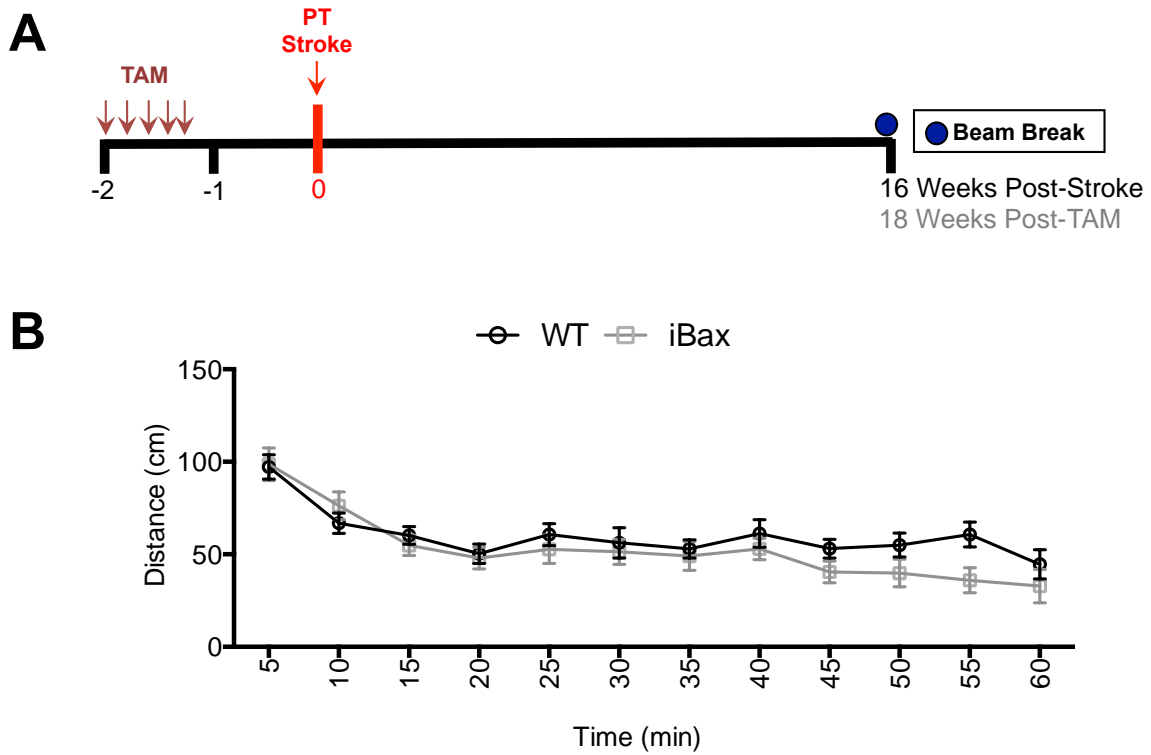 A
PT
Stroke
TAM
Beam Break
-2
-1
0
16 Weeks Post-Stroke
18 Weeks Post-TAM
B
WT
iBax
150
100
50
0
Distance (cm)
5
10
15
20
25
30
35
40
45
50
55
60
Time (min)